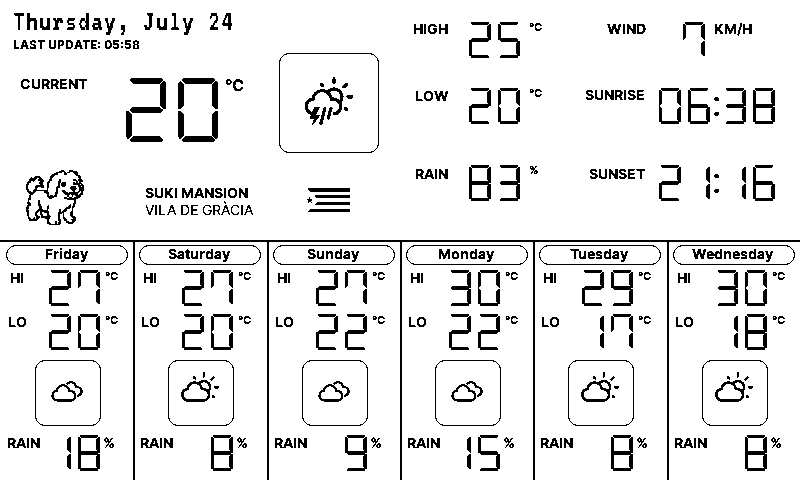 Thursday, July 24
LAST UPDATE: 05:58
CURRENT 20 °C
HIGH 25 °C
LOW 20 °C
RAIN 83 %
WIND 7 KM/H
SUNRISE 06:38
SUNSET 21:16
SUKI MANSION
VILA DE GRÀCIA
Friday
HI 27 °C
LO 20 °C
RAIN 18 %
Saturday
HI 27 °C
LO 20 °C
RAIN 8 %
Sunday
HI 27 °C
LO 22 °C
RAIN 9 %
Monday
HI 30 °C
LO 22 °C
RAIN 15 %
Tuesday
HI 29 °C
LO 17 °C
RAIN 8 %
Wednesday
HI 30 °C
LO 18 °C
RAIN 8 %